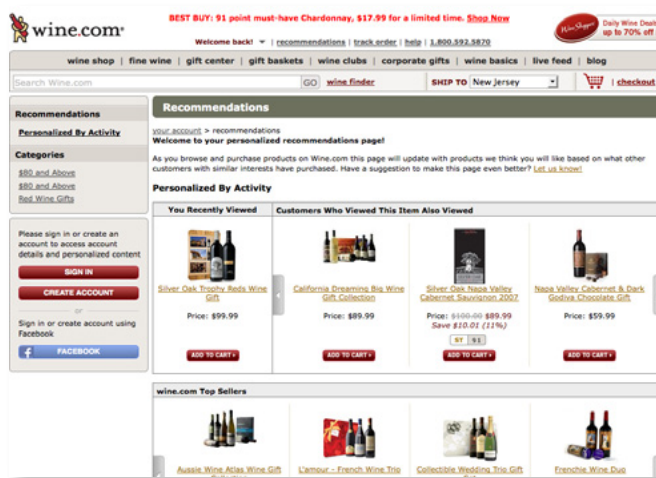 wine.com®
BEST BUY: 91 point must-have Chardonnay, $17.99 for a limited time. Shop Now
Welcome back! | recommendations | track order | help | 1.800.592.5870
WineShopper
Daily Wine Deals
up to 70% off
wine shop | fine wine | gift center | gift baskets | wine clubs | corporate gifts | wine basics | live feed | blog
Search Wine.com GO wine finder SHIP TO New Jersey | checkout
Recommendations
Personalized By Activity
Categories
$80 and Above
$80 and Above
Red Wine Gifts
Please sign in or create an
account to access account
details and personalized content
SIGN IN
CREATE ACCOUNT
or
Sign in or create account using
Facebook
f FACEBOOK
Recommendations
your account > recommendations
Welcome to your personalized recommendations page!
As you browse and purchase products on Wine.com this page will update with products we think you will like based on what other
customers with similar interests have purchased. Have a suggestion to make this page even better? Let us know!
Personalized By Activity
You Recently Viewed
Customers Who Viewed This Item Also Viewed
Silver Oak Trophy Reds Wine
Gift
Price: $99.99
ADD TO CART
California Dreaming Big Wine
Gift Collection
Price: $89.99
ADD TO CART
Silver Oak Napa Valley
Cabernet Sauvignon 2007
Price: $100.00 $89.99
Save $10.01 (11%)
ST 91
ADD TO CART
Napa Valley Cabernet & Dark
Godiva Chocolate Gift
Price: $59.99
ADD TO CART
wine.com Top Sellers
Aussie Wine Atlas Wine Gift
L'amour - French Wine Trio
Collectible Wedding Trio Gift
Frenchie Wine Duo